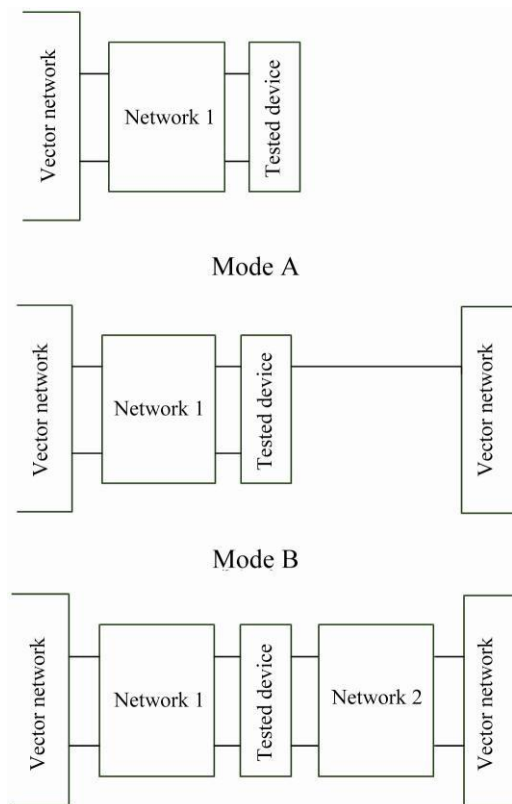 Vector network
Network 1
Tested device
Mode A
Vector network
Network 1
Tested device
Vector network
Mode B
Vector network
Network 1
Tested device
Network 2
Vector network